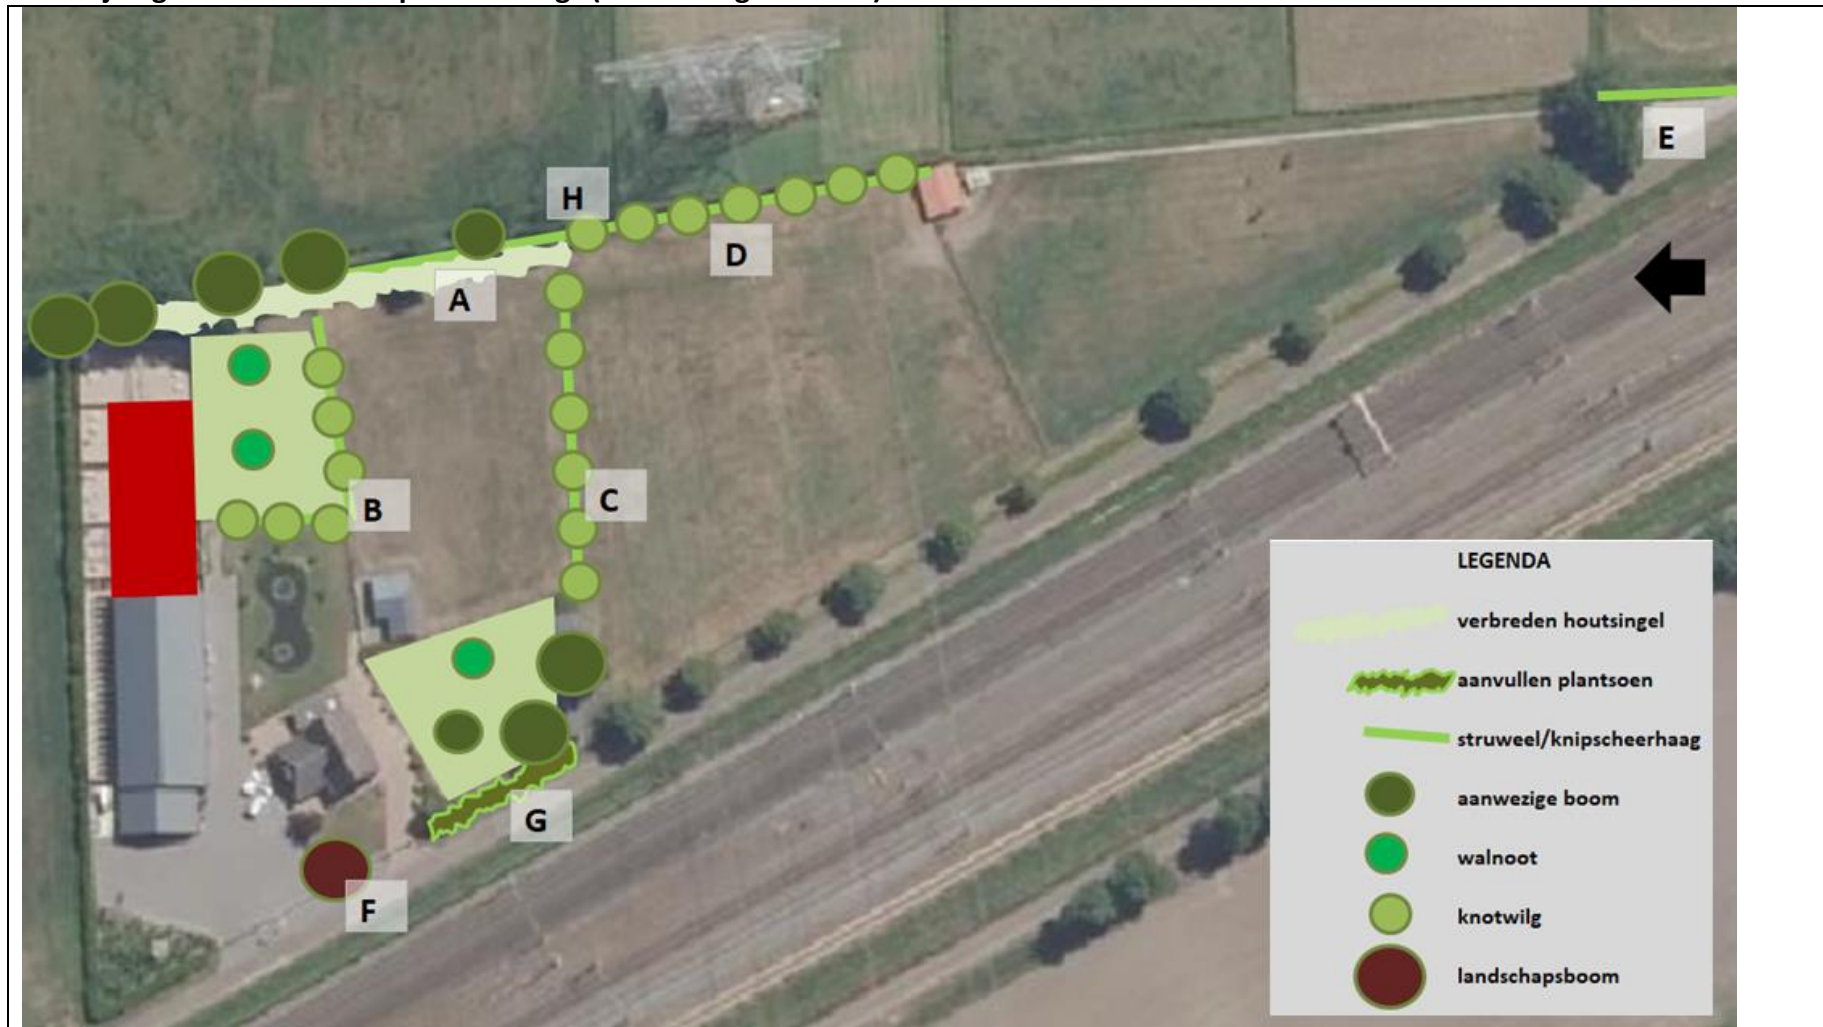 H
E
D
A
B
C
G
F
LEGENDA
verbreden houtsingel
aanvullen plantsoen
struweel/knipscheerhaag
aanwezige boom
walnoot
knotwilg
landschapsboom